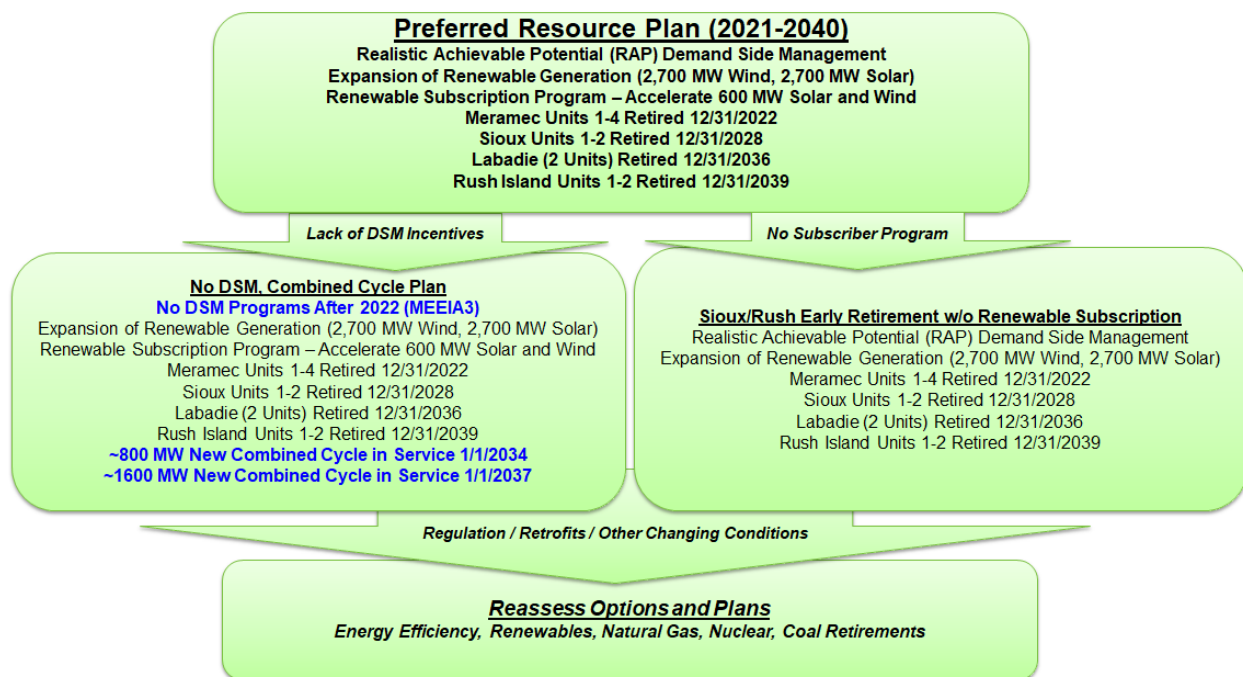 Preferred Resource Plan (2021-2040)
Realistic Achievable Potential (RAP) Demand Side Management
Expansion of Renewable Generation (2,700 MW Wind, 2,700 MW Solar)
Renewable Subscription Program – Accelerate 600 MW Solar and Wind
Meramec Units 1-4 Retired 12/31/2022
Sioux Units 1-2 Retired 12/31/2028
Labadie (2 Units) Retired 12/31/2036
Rush Island Units 1-2 Retired 12/31/2039
Lack of DSM Incentives
No Subscriber Program
No DSM, Combined Cycle Plan
No DSM Programs After 2022 (MEEIA3)
Expansion of Renewable Generation (2,700 MW Wind, 2,700 MW Solar)
Renewable Subscription Program – Accelerate 600 MW Solar and Wind
Meramec Units 1-4 Retired 12/31/2022
Sioux Units 1-2 Retired 12/31/2028
Labadie (2 Units) Retired 12/31/2036
Rush Island Units 1-2 Retired 12/31/2039
~800 MW New Combined Cycle in Service 1/1/2034
~1600 MW New Combined Cycle in Service 1/1/2037
Sioux/Rush Early Retirement w/o Renewable Subscription
Realistic Achievable Potential (RAP) Demand Side Management
Expansion of Renewable Generation (2,700 MW Wind, 2,700 MW Solar)
Meramec Units 1-4 Retired 12/31/2022
Sioux Units 1-2 Retired 12/31/2028
Labadie (2 Units) Retired 12/31/2036
Rush Island Units 1-2 Retired 12/31/2039
Regulation / Retrofits / Other Changing Conditions
Reassess Options and Plans
Energy Efficiency, Renewables, Natural Gas, Nuclear, Coal Retirements